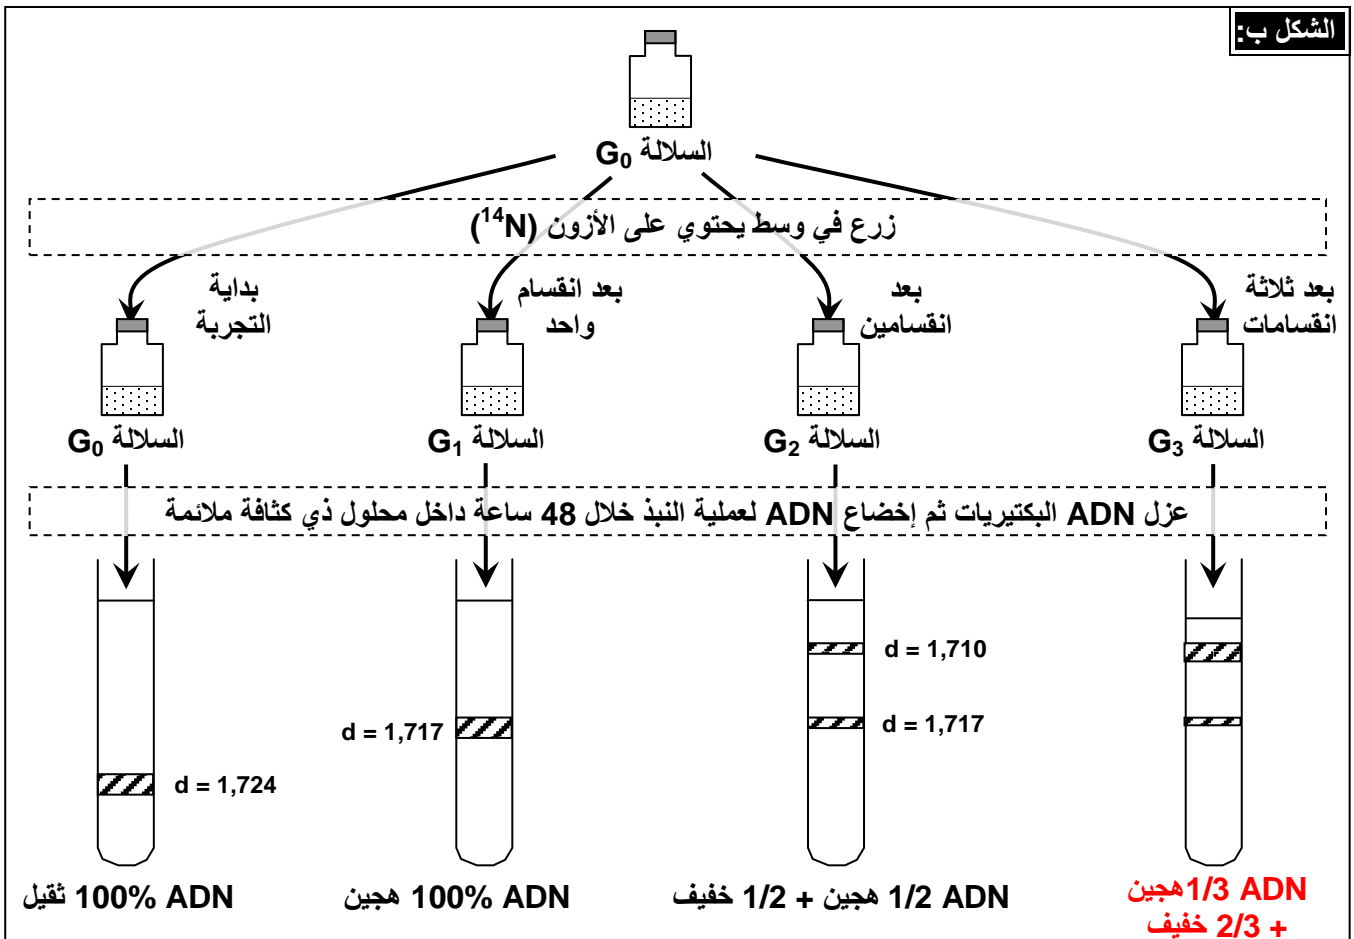 الشكل ب:
السلالة G₀
زرع في وسط يحتوي على الأزون (¹⁴N)
بداية
التجربة
بعد انقسام
واحد
بعد
انقسامين
بعد ثلاثة
انقسامات
السلالة G₀
السلالة G₁
السلالة G₂
السلالة G₃
عزل ADN البكتيريات ثم إخضاع ADN لعملية النبذ خلال 48 ساعة داخل محلول ذي كثافة ملائمة
d = 1,724
d = 1,717
d = 1,710
d = 1,717
100% ADN ثقيل
100% ADN هجين
ADN 1/2 هجين + 1/2 خفيف
ADN 1/3هجين
+ 2/3 خفيف